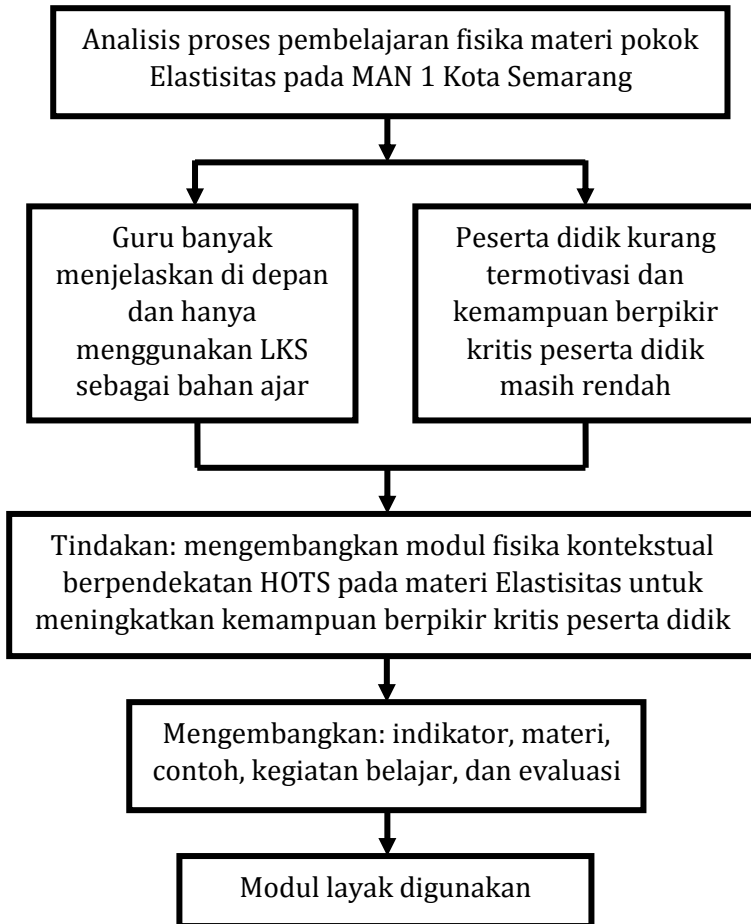 Analisis proses pembelajaran fisika materi pokok
Elastisitas pada MAN 1 Kota Semarang
Guru banyak
menjelaskan di depan
dan hanya
menggunakan LKS
sebagai bahan ajar
Peserta didik kurang
termotivasi dan
kemampuan berpikir
kritis peserta didik
masih rendah
Tindakan: mengembangkan modul fisika kontekstual
berpendekatan HOTS pada materi Elastisitas untuk
meningkatkan kemampuan berpikir kritis peserta didik
Mengembangkan: indikator, materi,
contoh, kegiatan belajar, dan evaluasi
Modul layak digunakan